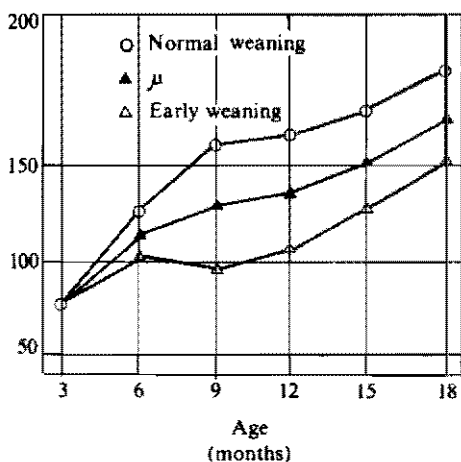 200
Normal weaning
μ
Early weaning
150
100
50
3 6 9 12 15 18
Age
(months)